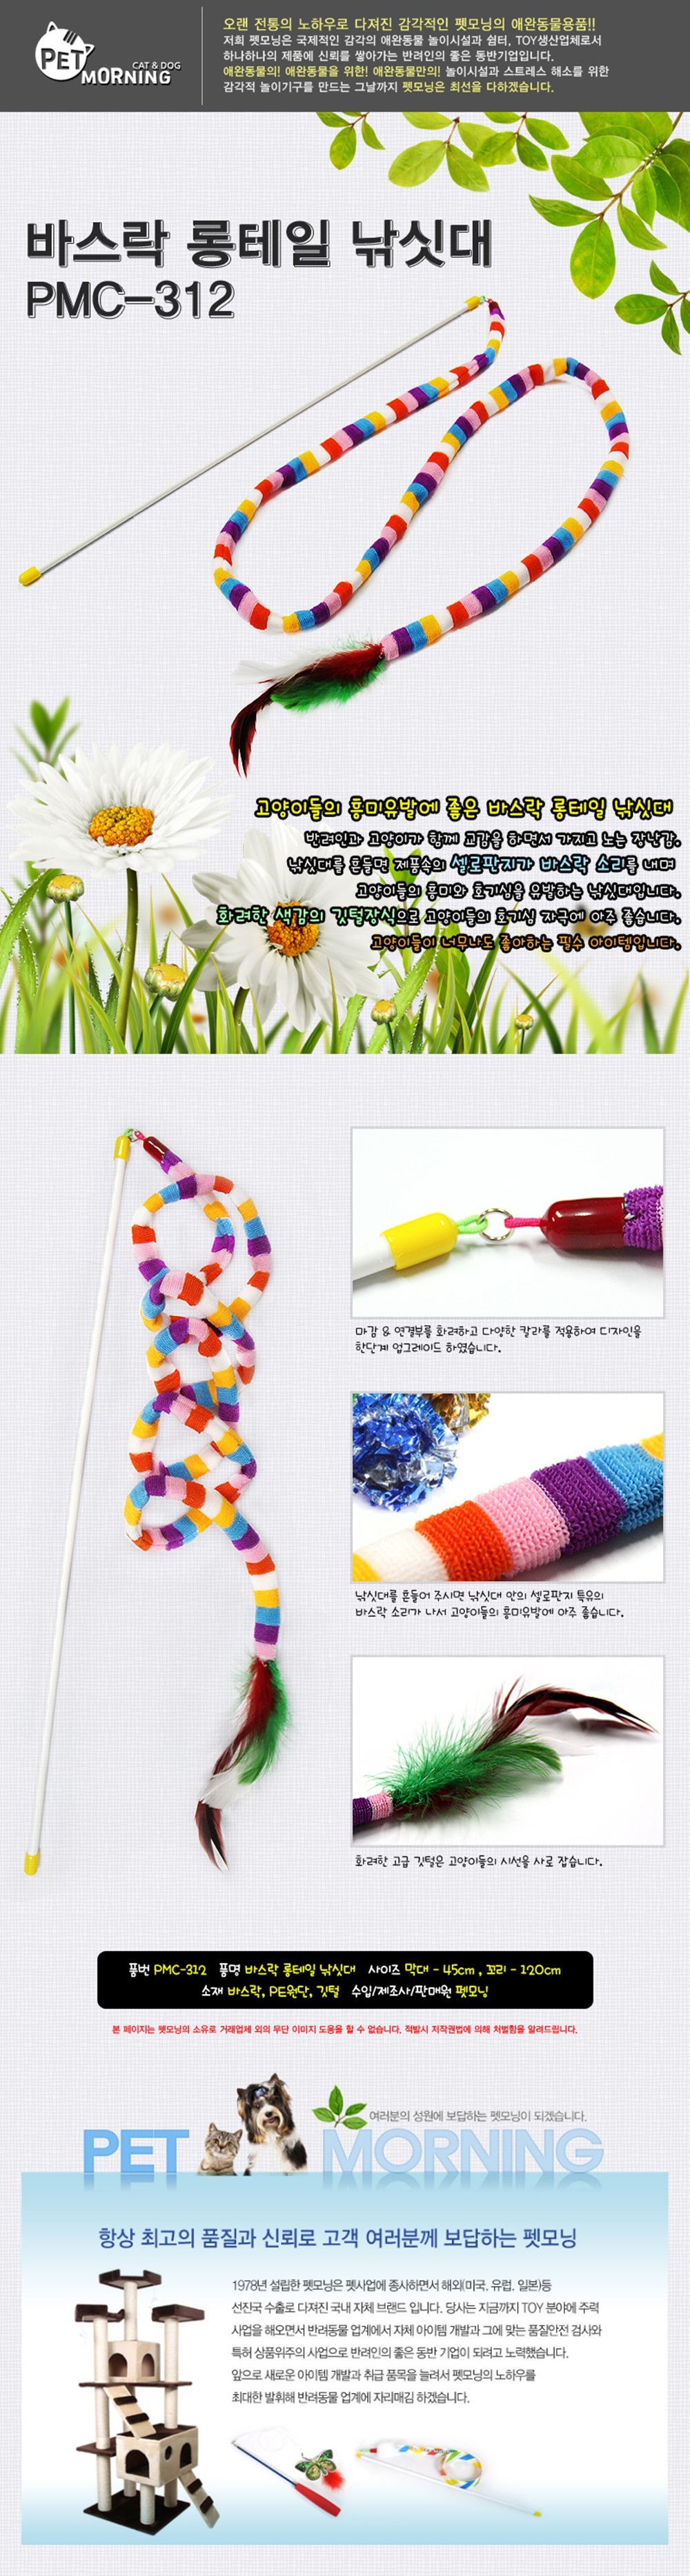 PET
MORNING
CAT & DOG
오랜 전통의 노하우로 다져진 감각적인 펫모닝의 애완동물용품!!
저희 펫모닝은 국제적인 감각의 애완동물 놀이시설과 쉼터, TOY생산업체로서
하나하나의 제품에 신뢰를 쌓아가는 반려인의 좋은 동반기업입니다.
애완동물의! 애완동물을 위한! 애완동물만의! 놀이시설과 스트레스 해소를 위한
감각적 놀이기구를 만드는 그날까지 펫모닝은 최선을 다하겠습니다.
바스락 롱테일 낚싯대
PMC-312
고양이들의 흥미유발에 좋은 바스락 롱테일 낚싯대
반려인과 고양이가 함께 교감을 하면서 가지고 노는 장난감.
낚싯대를 흔들면 제품속의 셀로판지가 바스락 소리를 내며
고양이들의 흥미와 호기심을 유발하는 낚싯대입니다.
화려한 색감의 깃털장식으로 고양이들의 호기심 자극에 아주 좋습니다.
고양이들이 너무나도 좋아하는 필수 아이템입니다.
마감 & 연결부를 화려하고 다양한 칼라를 적용하여 디자인을
한단계 업그레이드 하였습니다.
낚싯대를 흔들어 주시면 낚싯대 안의 셀로판지 특유의
바스락 소리가 나서 고양이들의 흥미유발에 아주 좋습니다.
화려한 고급 깃털은 고양이들의 시선을 사로 잡습니다.
품번 PMC-312 품명 바스락 롱테일 낚싯대 사이즈 막대 - 45cm , 꼬리 - 120cm
소재 바스락, PE원단, 깃털 수입/제조사/판매원 펫모닝
본 페이지는 펫모닝의 소유로 거래업체 외의 무단 이미지 도용을 할 수 없습니다. 적발시 저작권법에 의해 처벌함을 알려드립니다.
여러분의 성원에 보답하는 펫모닝이 되겠습니다.
PET MORNING
항상 최고의 품질과 신뢰로 고객 여러분께 보답하는 펫모닝
1978년 설립한 펫모닝은 펫사업에 종사하면서 해외(미국, 유럽, 일본)등
선진국 수출로 다져진 국내 자체 브랜드 입니다. 당사는 지금까지 TOY 분야에 주력
사업을 해오면서 반려동물 업계에서 자체 아이템 개발과 그에 맞는 품질안전 검사와
특허 상품위주의 사업으로 반려인의 좋은 동반 기업이 되려고 노력했습니다.
앞으로 새로운 아이템 개발과 취급 품목을 늘려서 펫모닝의 노하우를
최대한 발휘해 반려동물 업계에 자리매김 하겠습니다.